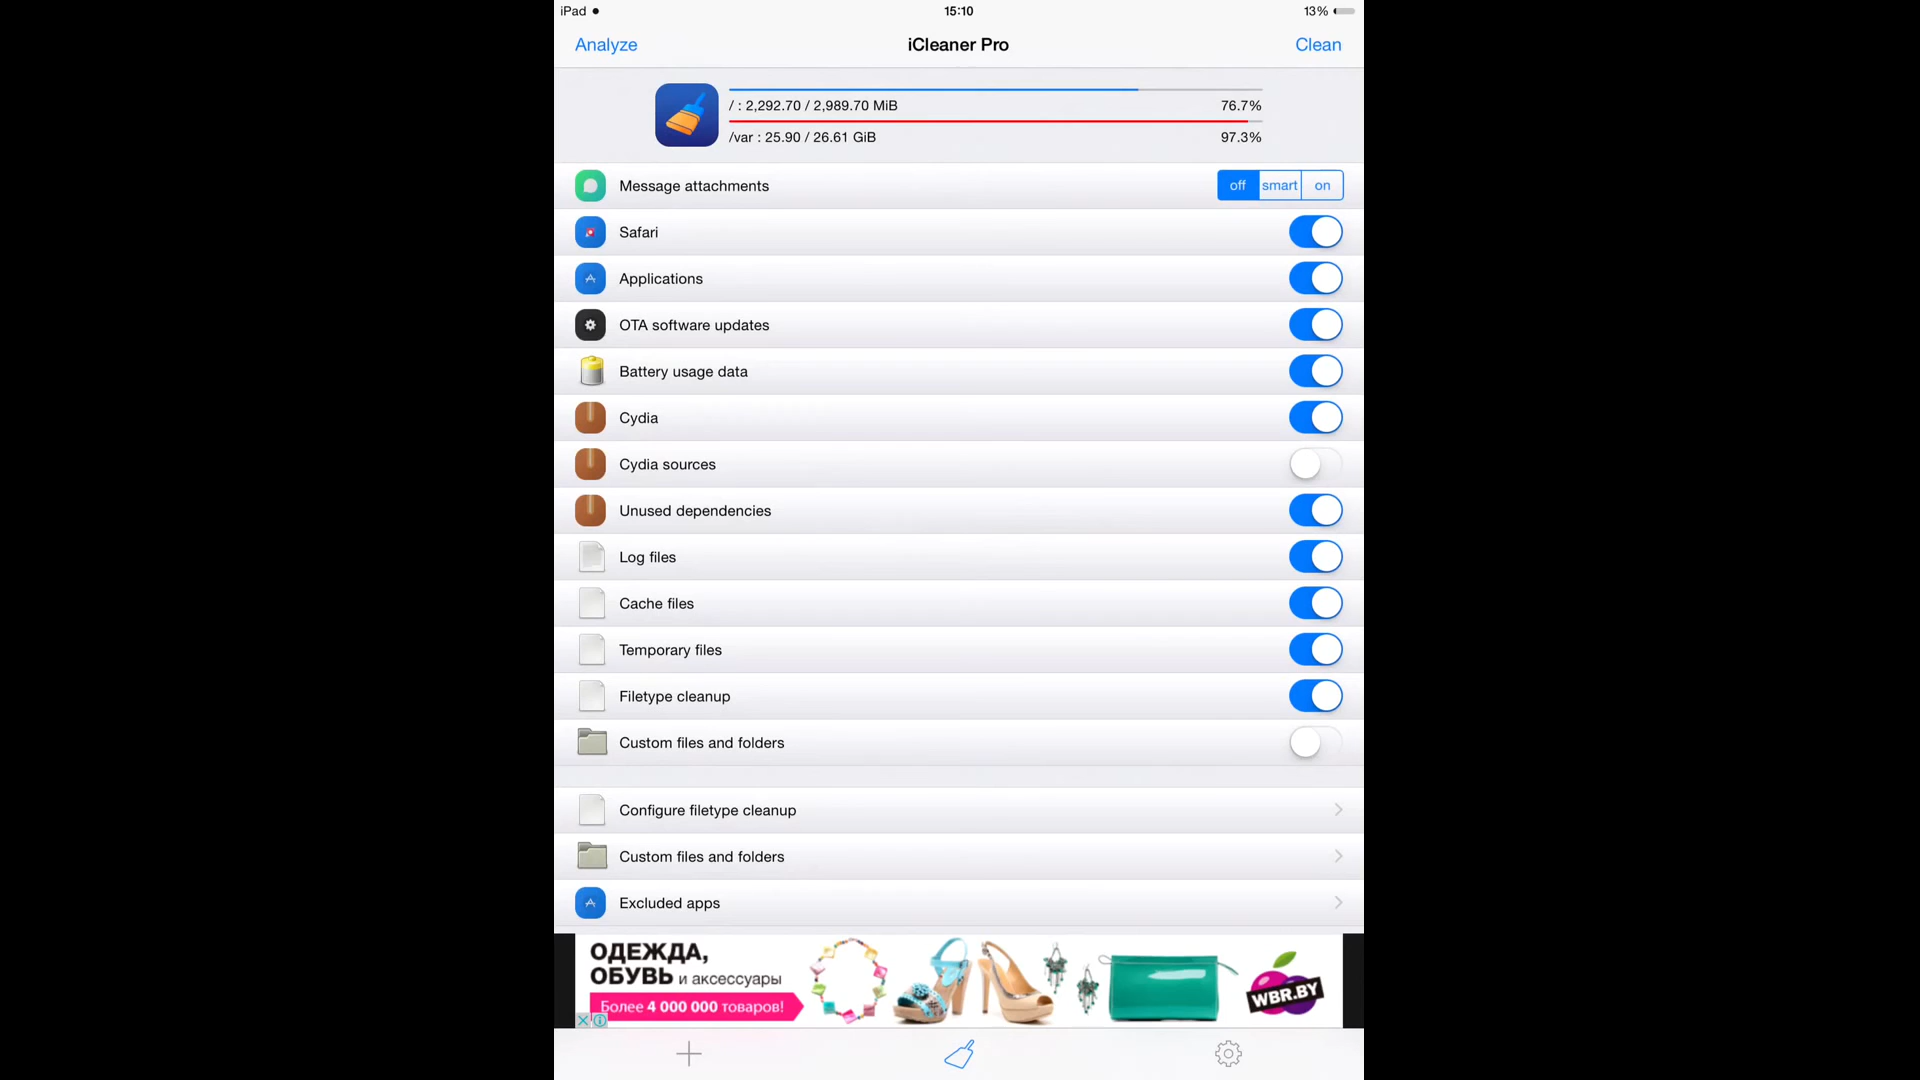 iPad
15:10
13%
Analyze
iCleaner Pro
Clean
/ : 2,292.70 / 2,989.70 MiB
76.7%
/var : 25.90 / 26.61 GiB
97.3%
Message attachments
off smart on
Safari
Applications
OTA software updates
Battery usage data
Cydia
Cydia sources
Unused dependencies
Log files
Cache files
Temporary files
Filetype cleanup
Custom files and folders
Configure filetype cleanup
Custom files and folders
Excluded apps
ОДЕЖДА,
ОБУВЬ и аксессуары
Более 4 000 000 товаров!
WBR.BY